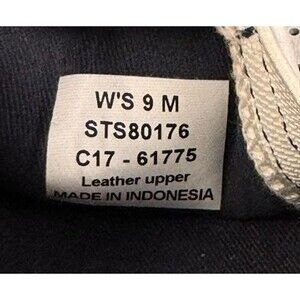 W'S 9 M
STS80176
C17 - 61775
Leather upper
MADE IN INDONESIA